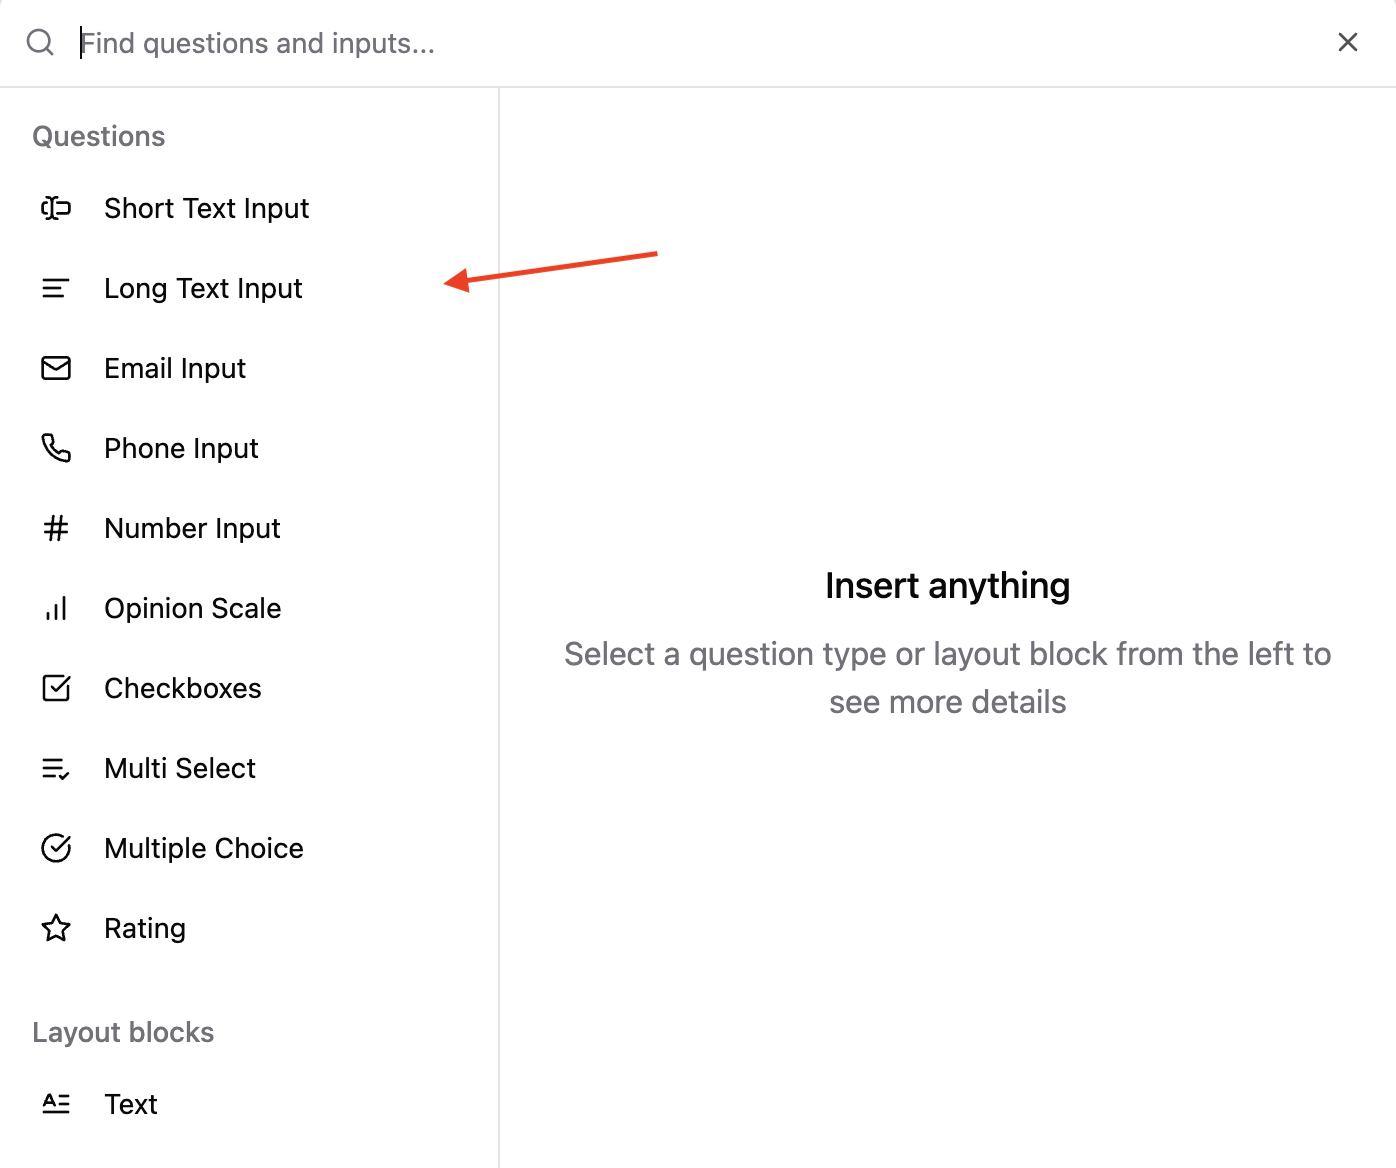 Find questions and inputs...
Questions
Short Text Input
Long Text Input
Email Input
Phone Input
Number Input
Opinion Scale
Checkboxes
Multi Select
Multiple Choice
Rating
Layout blocks
Text
Insert anything
Select a question type or layout block from the left to
see more details